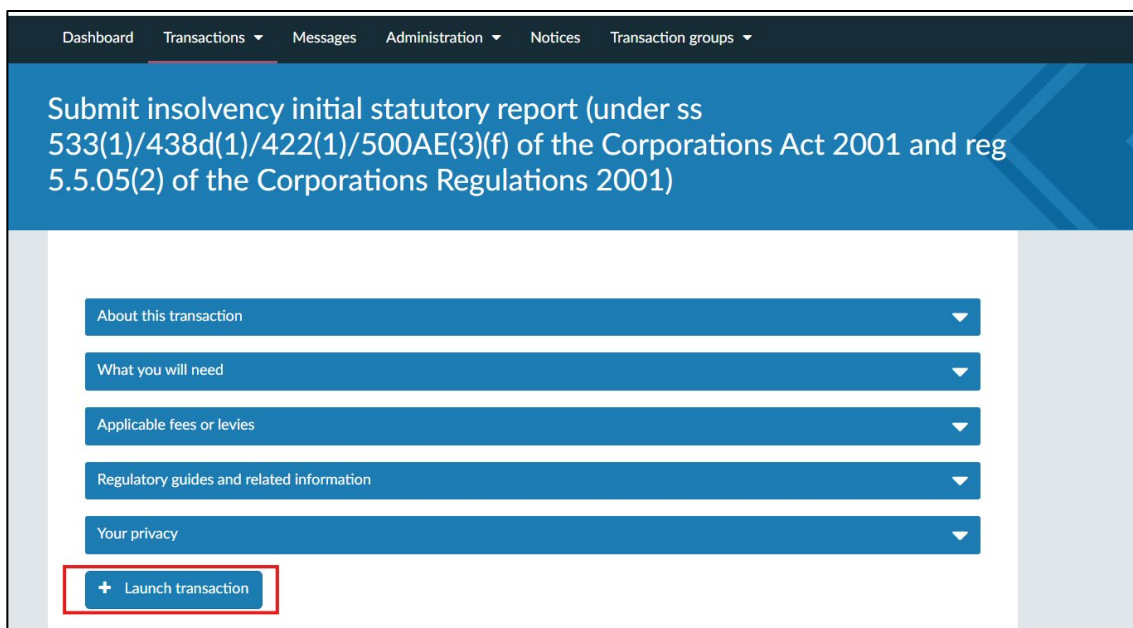 Dashboard Transactions Messages Administration Notices Transaction groups
Submit insolvency initial statutory report (under ss
533(1)/438d(1)/422(1)/500AE(3)(f) of the Corporations Act 2001 and reg
5.5.05(2) of the Corporations Regulations 2001)
About this transaction
What you will need
Applicable fees or levies
Regulatory guides and related information
Your privacy
+ Launch transaction